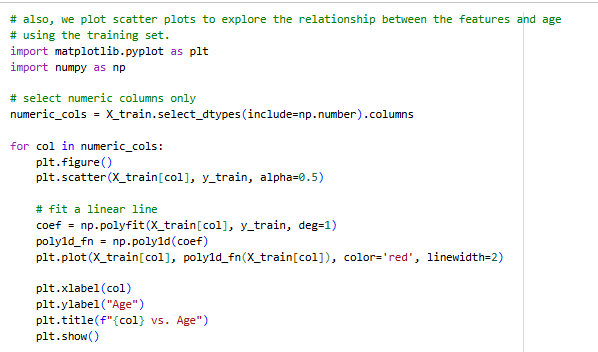 # also, we plot scatter plots to explore the relationship between the features and age
# using the training set.
import matplotlib.pyplot as plt
import numpy as np
# select numeric columns only
numeric_cols = X_train.select_dtypes(include=np.number).columns
for col in numeric_cols:
    plt.figure()
    plt.scatter(X_train[col], y_train, alpha=0.5)
    # fit a linear line
    coef = np.polyfit(X_train[col], y_train, deg=1)
    poly1d_fn = np.poly1d(coef)
    plt.plot(X_train[col], poly1d_fn(X_train[col]), color='red', linewidth=2)
    plt.xlabel(col)
    plt.ylabel("Age")
    plt.title(f"{col} vs. Age")
    plt.show()